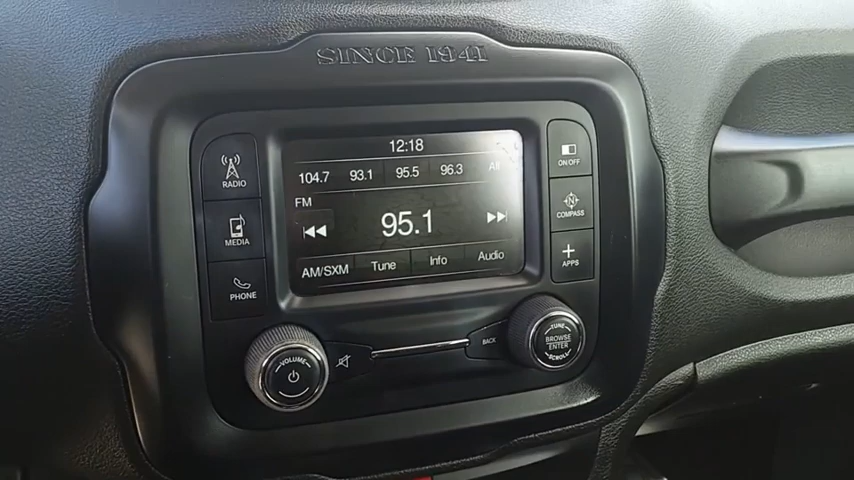 SINCE 1941
12:18
104.7 93.1 95.5 96.3 All
FM
95.1
AM/SXM Tune Info Audio
RADIO
MEDIA
PHONE
ON/OFF
N
COMPASS
APPS
VOLUME
BACK
TUNE
BROWSE
ENTER
SCROLL